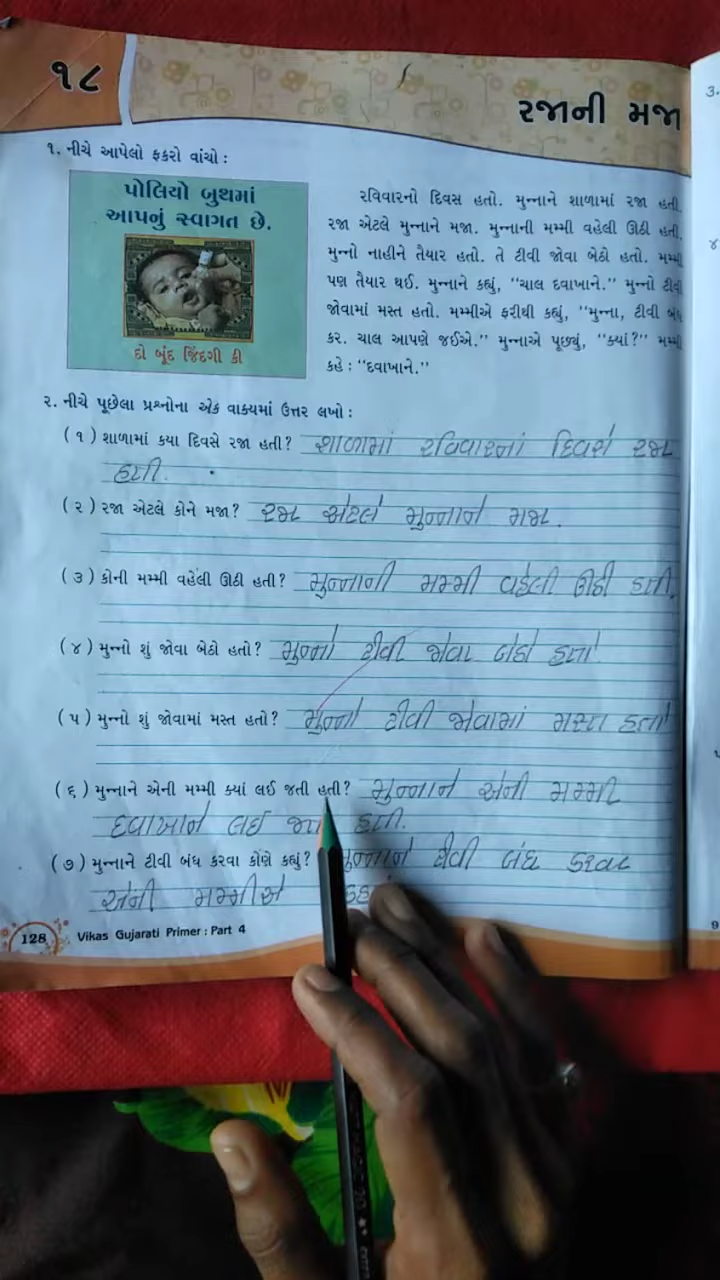 ૧૮
રજાની મજા
૧. નીચે આપેલો ફકરો વાંચો :
પોલિયો બુથમાં
આપનું સ્વાગત છે.
દો બૂંદ જિંદગી કી
રવિવારનો દિવસ હતો. મુન્નાને શાળામાં રજા હતી.
રજા એટલે મુન્નાને મજા. મુન્નાની મમ્મી વહેલી ઊઠી હતી.
મુન્નો નાહીને તૈયાર હતો. તે ટીવી જોવા બેઠો હતો. મમ્મી
પણ તૈયાર થઈ. મુન્નાને કહ્યું, “ચાલ દવાખાને.” મુન્નો ટીવી
જોવામાં મસ્ત હતો. મમ્મીએ ફરીથી કહ્યું, “મુન્ના, ટીવી બંધ
કર. ચાલ આપણે જઈએ.” મુન્નાએ પૂછ્યું, “ક્યાં?” મમ્મી
કહે : “દવાખાને.”
૨. નીચે પૂછેલા પ્રશ્નોના એક વાક્યમાં ઉત્તર લખો :
(૧) શાળામાં કયા દિવસે રજા હતી? શાળામાં રવિવારનાં દિવસે રજા
હતી.
(૨) રજા એટલે કોને મજા? રજા એટલે મુન્નાને મજા.
(૩) કોની મમ્મી વહેલી ઊઠી હતી? મુન્નાની મમ્મી વહેલી ઊઠી હતી.
(૪) મુન્નો શું જોવા બેઠો હતો? મુન્નો ટીવી જોવા બેઠો હતો.
(૫) મુન્નો શું જોવામાં મસ્ત હતો? મુન્નો ટીવી જોવામાં મસ્ત હતો
(૬) મુન્નાને એની મમ્મી ક્યાં લઈ જતી હતી? મુન્નાને એની મમ્મી
દવાખાને લઈ હતી.
(૭) મુન્નાને ટીવી બંધ કરવા કોણે કહ્યું? મુન્નાને ટીવી બંધ કરવા
એની મમ્મીએ
128 Vikas Gujarati Primer : Part 4
૩.
૪
૫
9